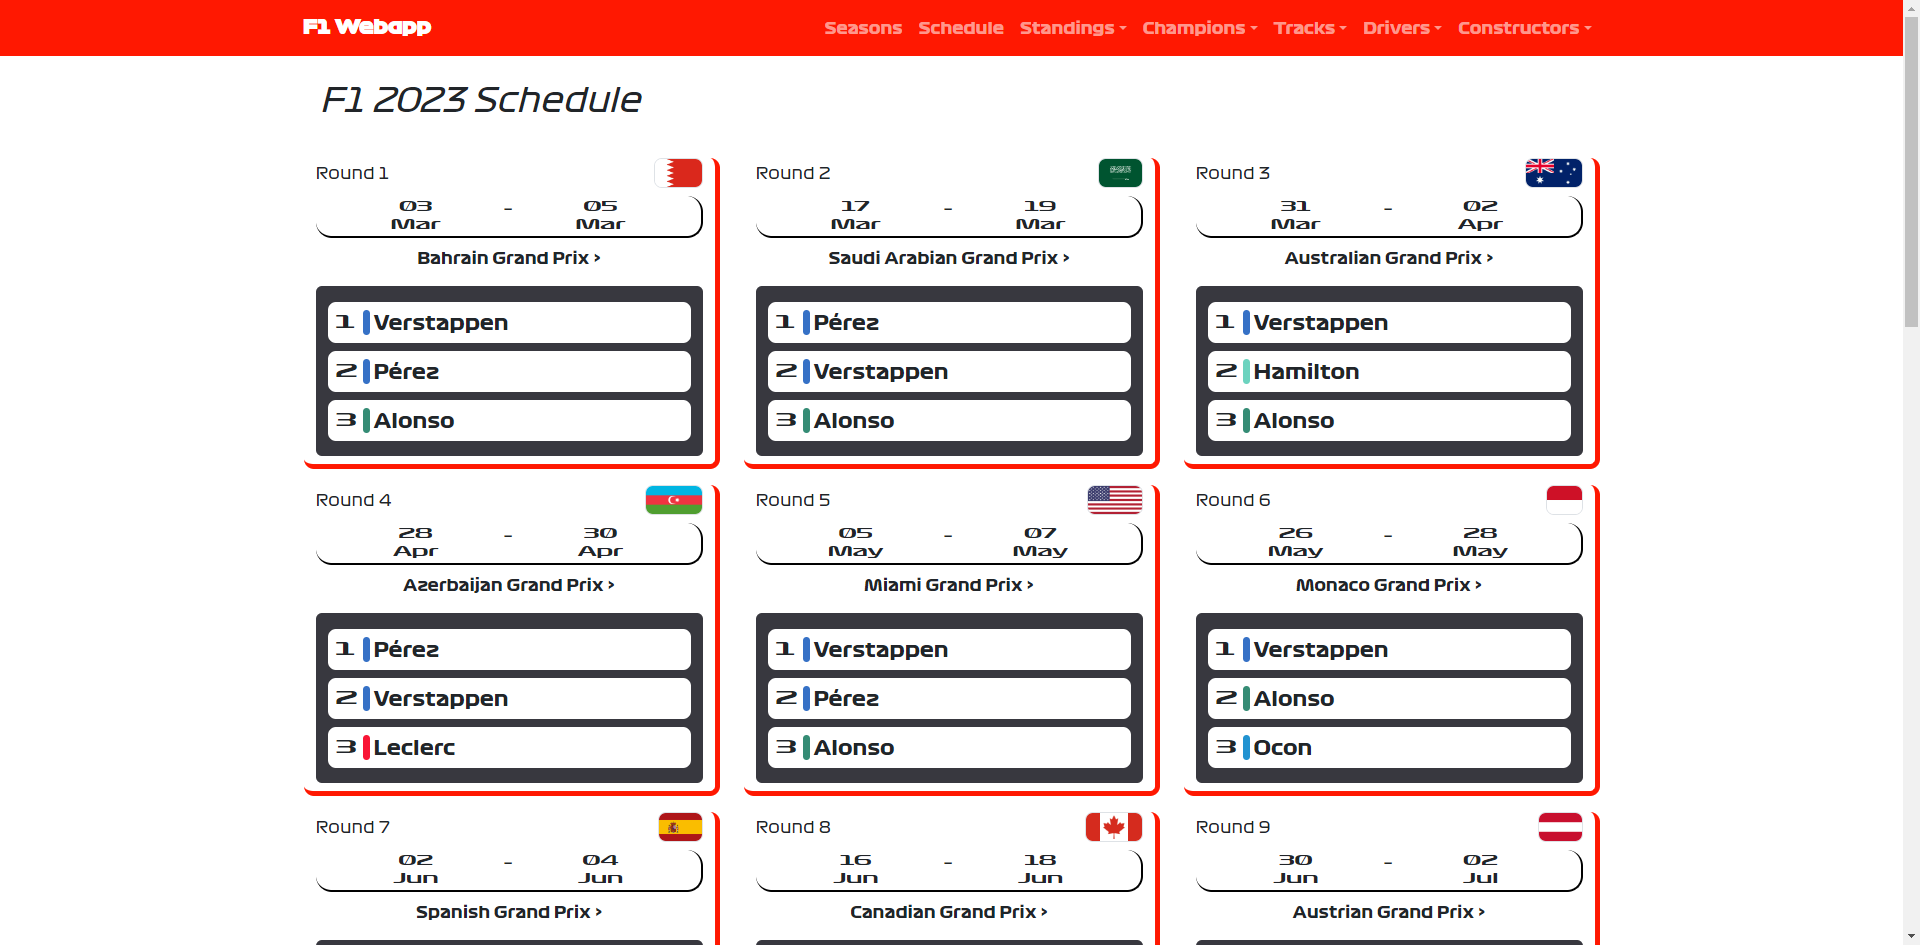 F1 Webapp
Seasons Schedule Standings Champions Tracks Drivers Constructors
F1 2023 Schedule
Round 1
03 Mar - 05 Mar
Bahrain Grand Prix ›
1 Verstappen
2 Pérez
3 Alonso
Round 2
17 Mar - 19 Mar
Saudi Arabian Grand Prix ›
1 Pérez
2 Verstappen
3 Alonso
Round 3
31 Mar - 02 Apr
Australian Grand Prix ›
1 Verstappen
2 Hamilton
3 Alonso
Round 4
28 Apr - 30 Apr
Azerbaijan Grand Prix ›
1 Pérez
2 Verstappen
3 Leclerc
Round 5
05 May - 07 May
Miami Grand Prix ›
1 Verstappen
2 Pérez
3 Alonso
Round 6
26 May - 28 May
Monaco Grand Prix ›
1 Verstappen
2 Alonso
3 Ocon
Round 7
02 Jun - 04 Jun
Spanish Grand Prix ›
Round 8
16 Jun - 18 Jun
Canadian Grand Prix ›
Round 9
30 Jun - 02 Jul
Austrian Grand Prix ›